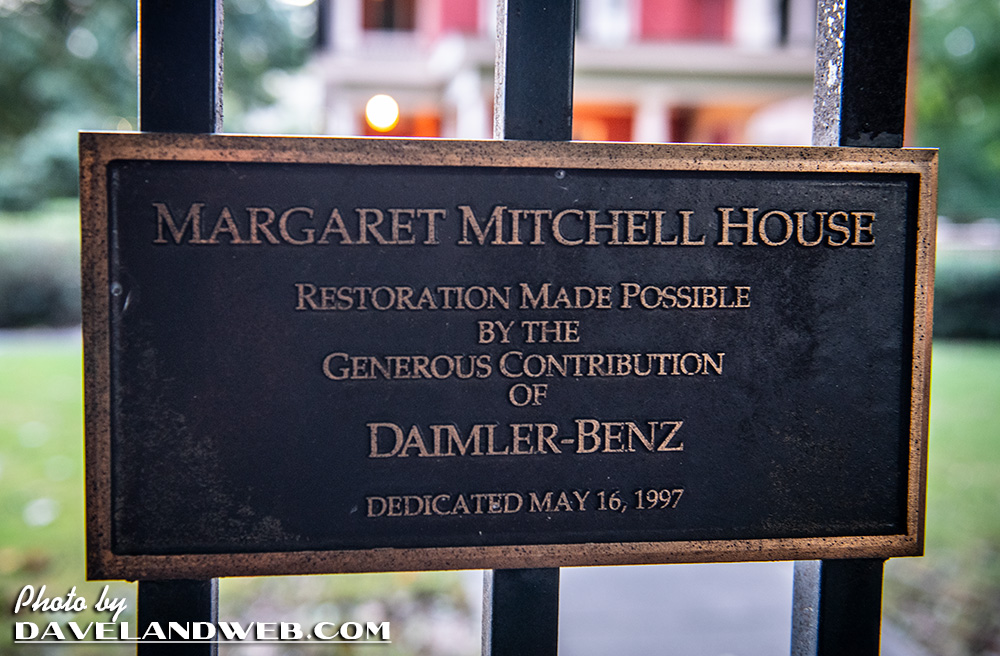 MARGARET MITCHELL HOUSE
RESTORATION MADE POSSIBLE
BY THE
GENEROUS CONTRIBUTION
OF
DAIMLER-BENZ
DEDICATED MAY 16, 1997
Photo by
DAVELANDWEB.COM